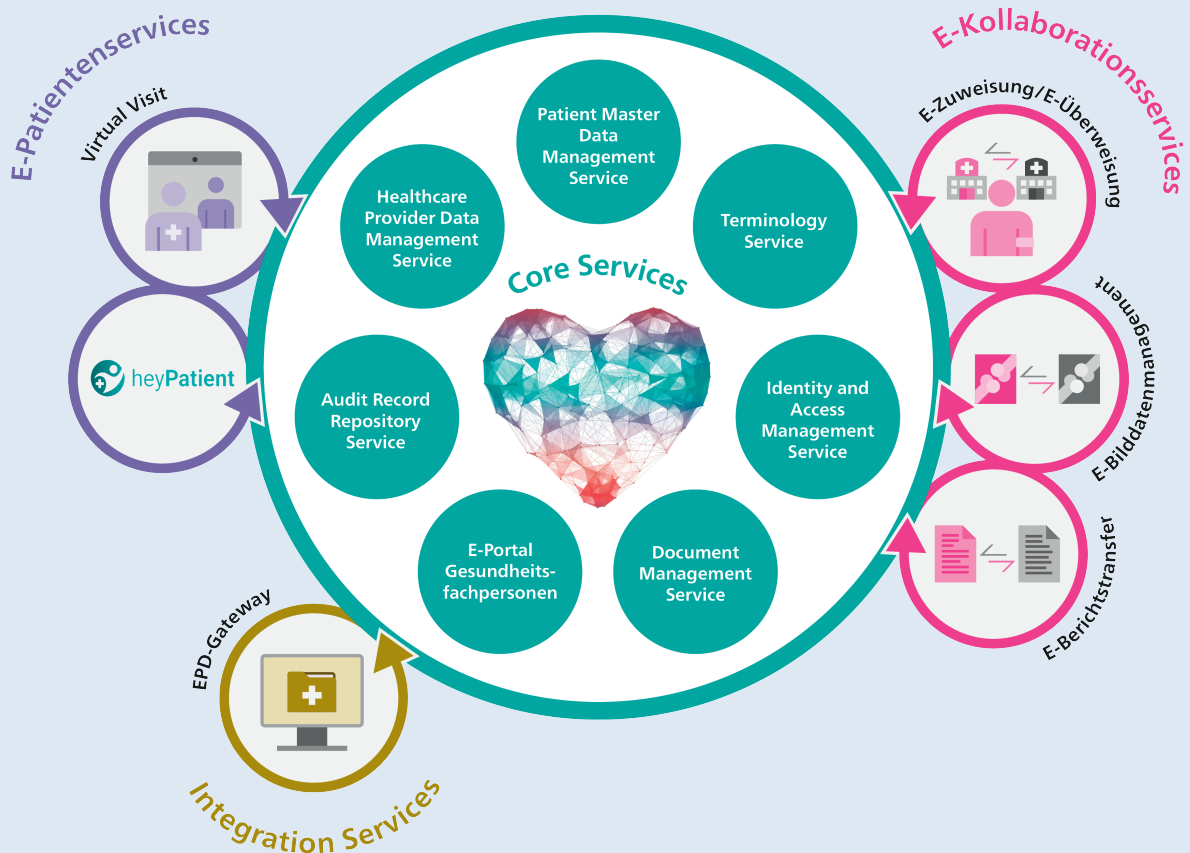 E-Patientenservices
Virtual Visit
heyPatient
E-Kollaborationsservices
E-Zuweisung/E-Überweisung
E-Bilddatenmanagement
E-Berichtstransfer
Core Services
Patient Master
Data
Management
Service
Terminology
Service
Identity and
Access
Management
Service
Document
Management
Service
E-Portal
Gesundheits-
fachpersonen
Audit Record
Repository
Service
Healthcare
Provider Data
Management
Service
EPD-Gateway
Integration Services